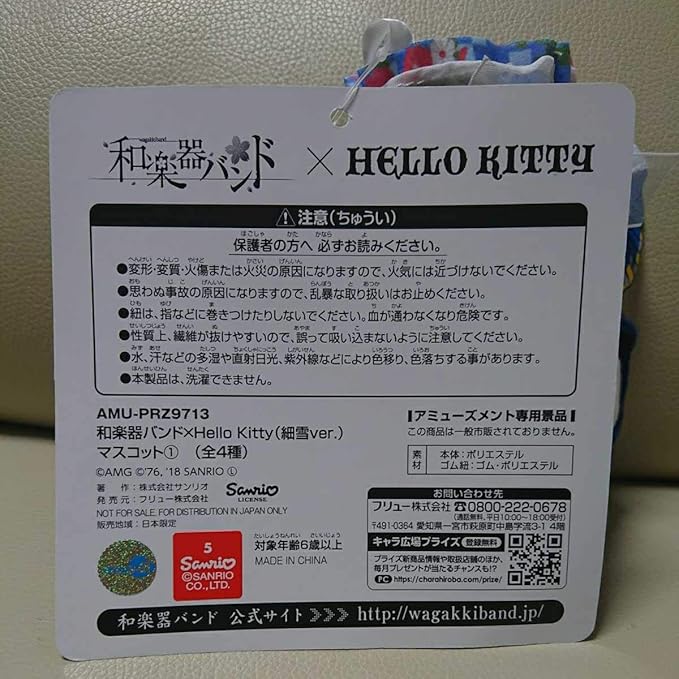 wagakkiband
和楽器バンド × HELLO KITTY
注意(ちゅうい)
保護者の方へ 必ずお読みください。
●変形・変質・火傷または火災の原因になりますので、火気には近づけないでください。
●思わぬ事故の原因になりますので、乱暴な取り扱いはお止めください。
●紐は、指などに巻きつけたりしないでください。血が通わなくなり危険です。
●性質上、繊維が抜けやすいので、誤って吸い込まないように注意してください。
●水、汗などの多湿や直射日光、紫外線などにより色移り、色落ちする事があります。
●本製品は、洗濯できません。
AMU-PRZ9713
和楽器バンド×Hello Kitty(細雪ver.)
マスコット① (全4種)
©AMG ©'76, '18 SANRIO Ⓛ
著 作:株式会社サンリオ
発 売 元:フリュー株式会社
Sanrio
LICENSE
NOT FOR SALE. FOR DISTRIBUTION IN JAPAN ONLY
販売地域:日本限定
5
Sanrio
©SANRIO
CO.,LTD.
対象年齢6歳以上
MADE IN CHINA
【アミューズメント専用景品】
この商品は一般市販されておりません。
素材
本体:ポリエステル
ゴム紐:ゴム・ポリエステル
お問い合わせ先
フリュー株式会社 0800-222-0678
(通話無料、平日10:00〜18:00受付)
〒491-0364 愛知県一宮市萩原町中島字流3-1 4階
キャラ広場プライズ 登録無料
プライズ新商品情報や取扱店舗のほか、
毎月プレゼントが当たるチャンスも!?
PC https://charahiroba.com/prize/
和楽器バンド 公式サイト >>> http://wagakkiband.jp/